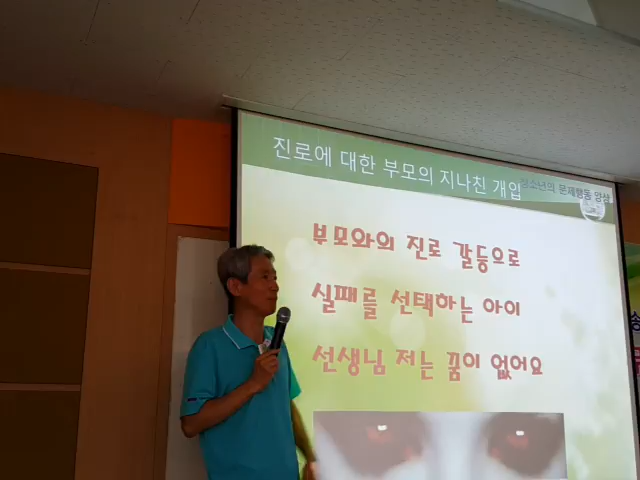 진로에 대한 부모의 지나친 개입
청소년의 문제행동 양상
부모와의 진로 갈등으로
실패를 선택하는 아이
선생님 저는 꿈이 없어요